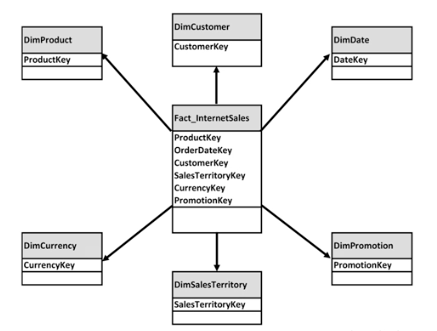 DimCustomer
CustomerKey
DimProduct
ProductKey
DimDate
DateKey
Fact_InternetSales
ProductKey
OrderDateKey
CustomerKey
SalesTerritoryKey
CurrencyKey
PromotionKey
DimCurrency
CurrencyKey
DimPromotion
PromotionKey
DimSalesTerritory
SalesTerritoryKey